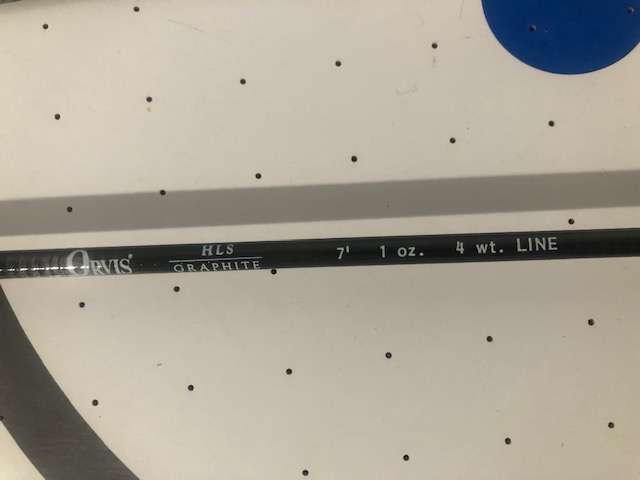 ORVIS®
HLS
GRAPHITE
7' 1 oz. 4 wt. LINE